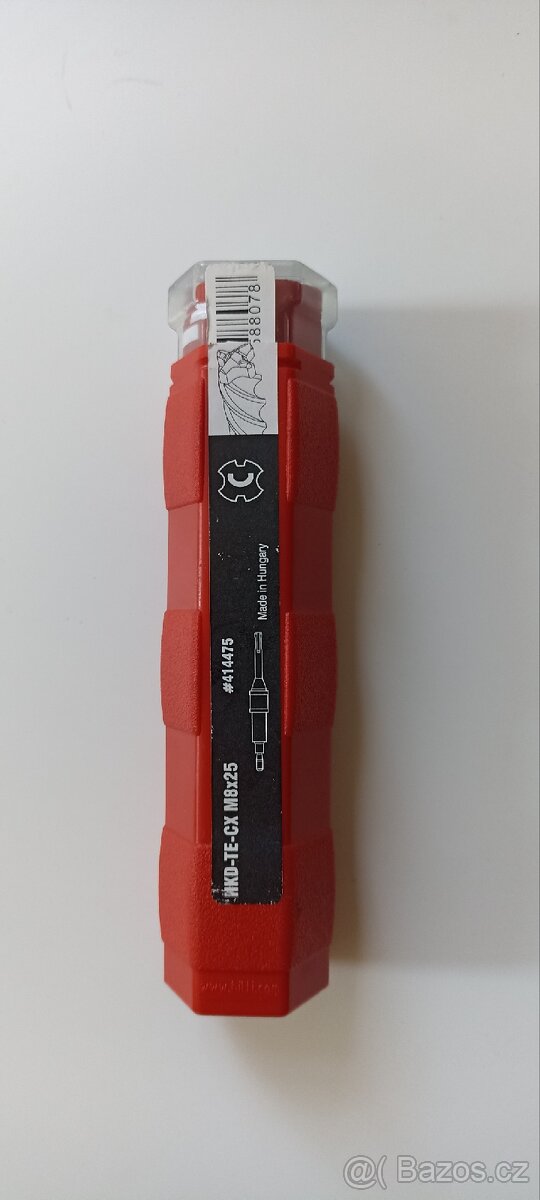 688078
C
Made in Hungary
#414475
HKD-TE-CX M8x25
www.hilti.com
@( Bazos.cz